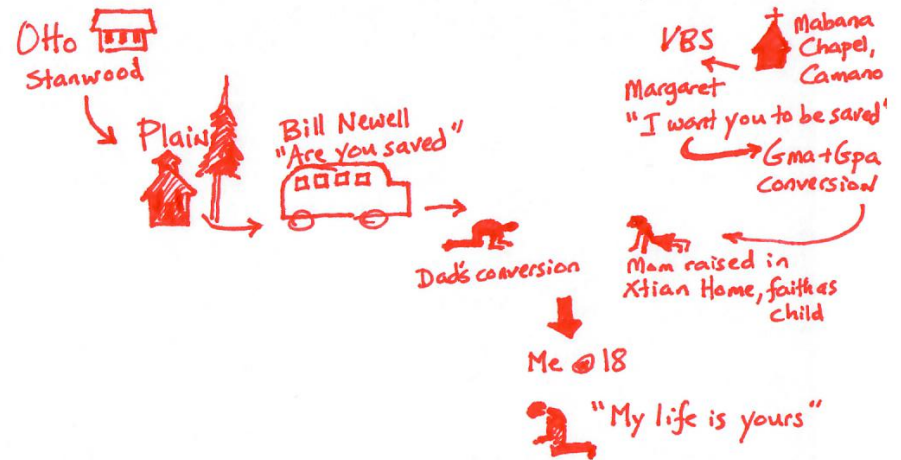 Otto
Stanwood
Plain
Bill Newell
"Are you saved"
Dad's conversion
Mabana
Chapel,
Camano
VBS
Margaret
"I want you to be saved"
Gma+Gpa
conversion
Mom raised in
Xtian Home, faith as
child
Me @ 18
"My life is yours"